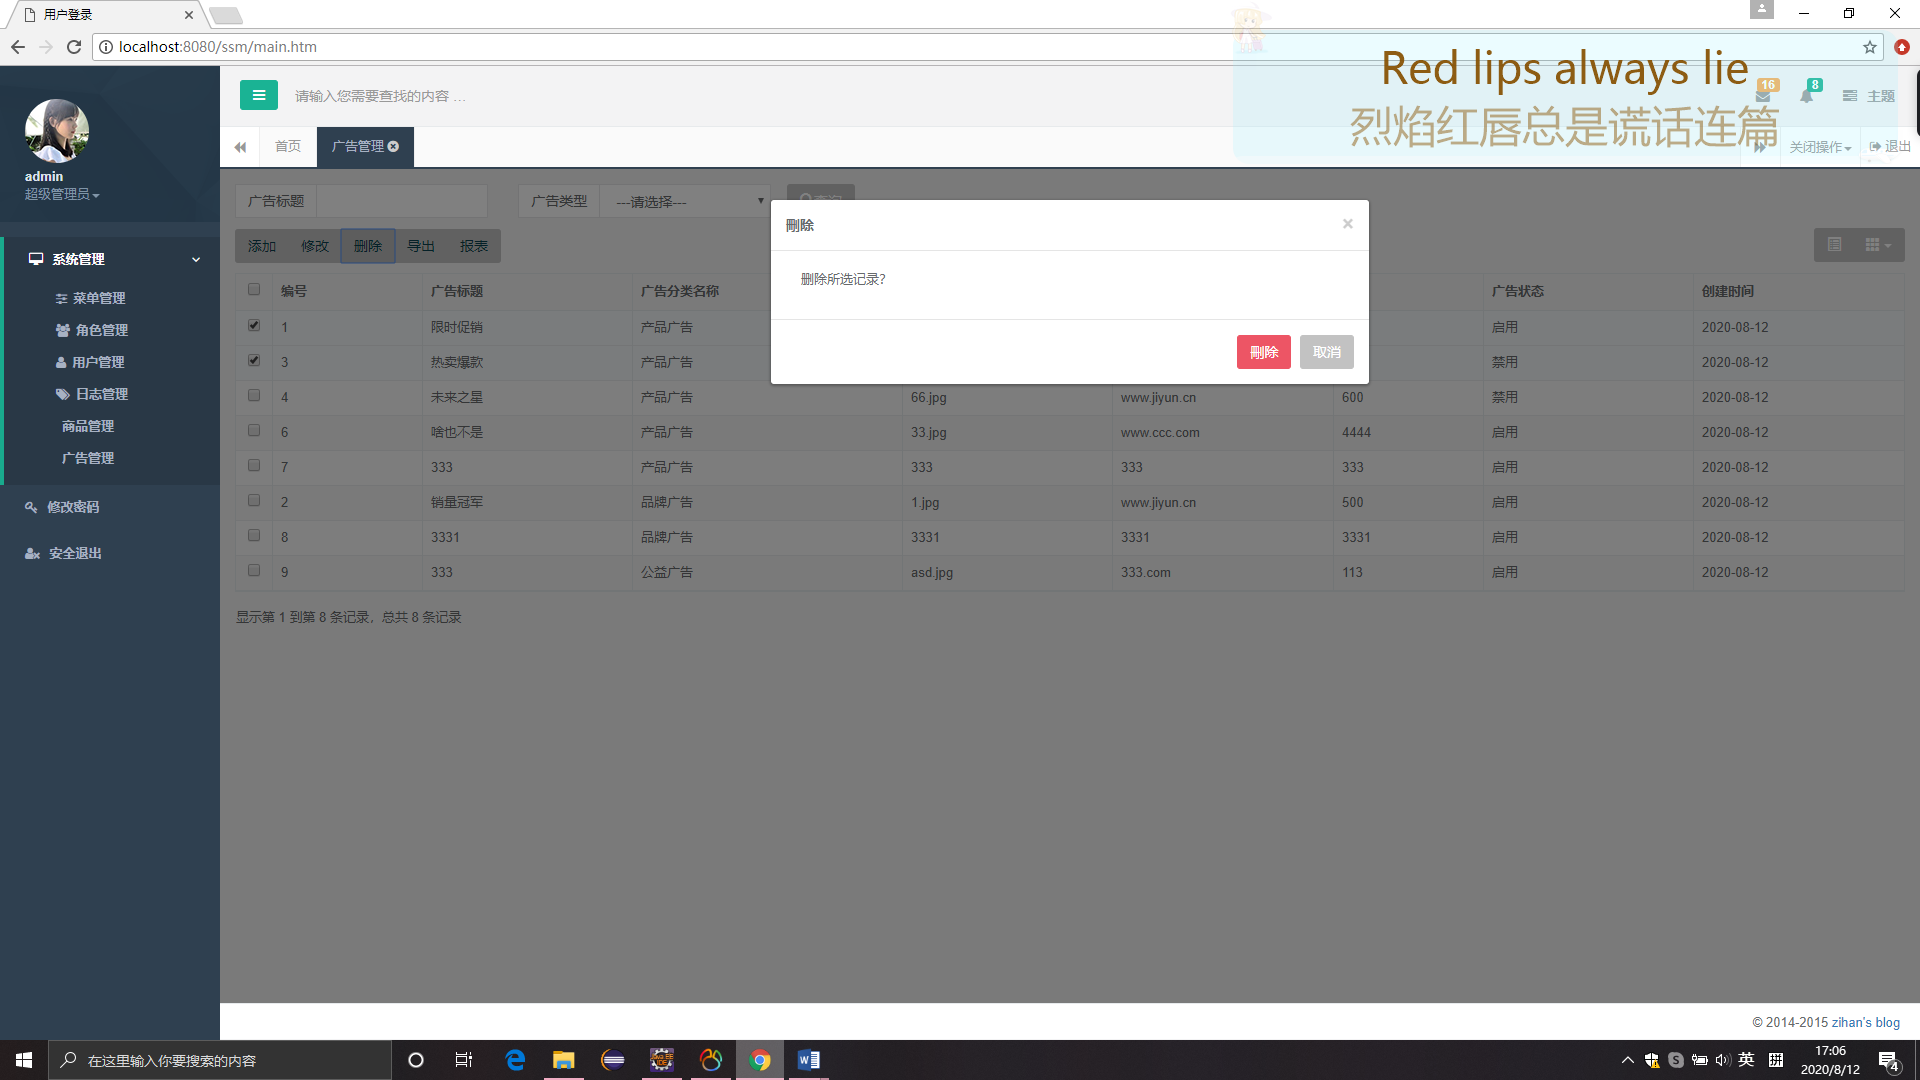 用户登录
localhost:8080/ssm/main.htm
Red lips always lie
烈焰红唇总是谎话连篇
请输入您需要查找的内容 …
16
8
主题
首页
广告管理
关闭操作
退出
admin
超级管理员
系统管理
菜单管理
角色管理
用户管理
日志管理
商品管理
广告管理
修改密码
安全退出
广告标题
广告类型
---请选择---
添加 修改 删除 导出 报表
刪除
×
删除所选记录?
刪除 取消
编号 广告标题 广告分类名称 广告状态 创建时间
1 限时促销 产品广告 启用 2020-08-12
3 热卖爆款 产品广告 禁用 2020-08-12
4 未来之星 产品广告 66.jpg www.jiyun.cn 600 禁用 2020-08-12
6 啥也不是 产品广告 33.jpg www.ccc.com 4444 启用 2020-08-12
7 333 产品广告 333 333 333 启用 2020-08-12
2 销量冠军 品牌广告 1.jpg www.jiyun.cn 500 启用 2020-08-12
8 3331 品牌广告 3331 3331 3331 启用 2020-08-12
9 333 公益广告 asd.jpg 333.com 113 启用 2020-08-12
显示第 1 到第 8 条记录，总共 8 条记录
© 2014-2015 zihan's blog
在这里输入你要搜索的内容
英
拼
17:06
2020/8/12
4